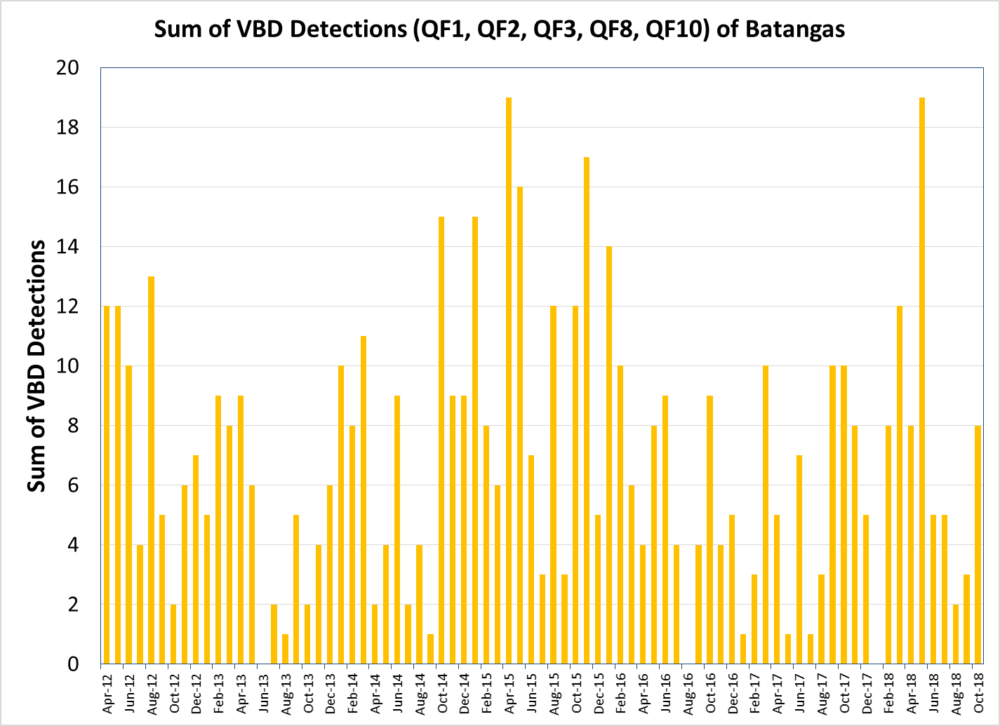 Sum of VBD Detections (QF1, QF2, QF3, QF8, QF10) of Batangas
Sum of VBD Detections
20
18
16
14
12
10
8
6
4
2
0
Apr-12
Jun-12
Aug-12
Oct-12
Dec-12
Feb-13
Apr-13
Jun-13
Aug-13
Oct-13
Dec-13
Feb-14
Apr-14
Jun-14
Aug-14
Oct-14
Dec-14
Feb-15
Apr-15
Jun-15
Aug-15
Oct-15
Dec-15
Feb-16
Apr-16
Jun-16
Aug-16
Oct-16
Dec-16
Feb-17
Apr-17
Jun-17
Aug-17
Oct-17
Dec-17
Feb-18
Apr-18
Jun-18
Aug-18
Oct-18